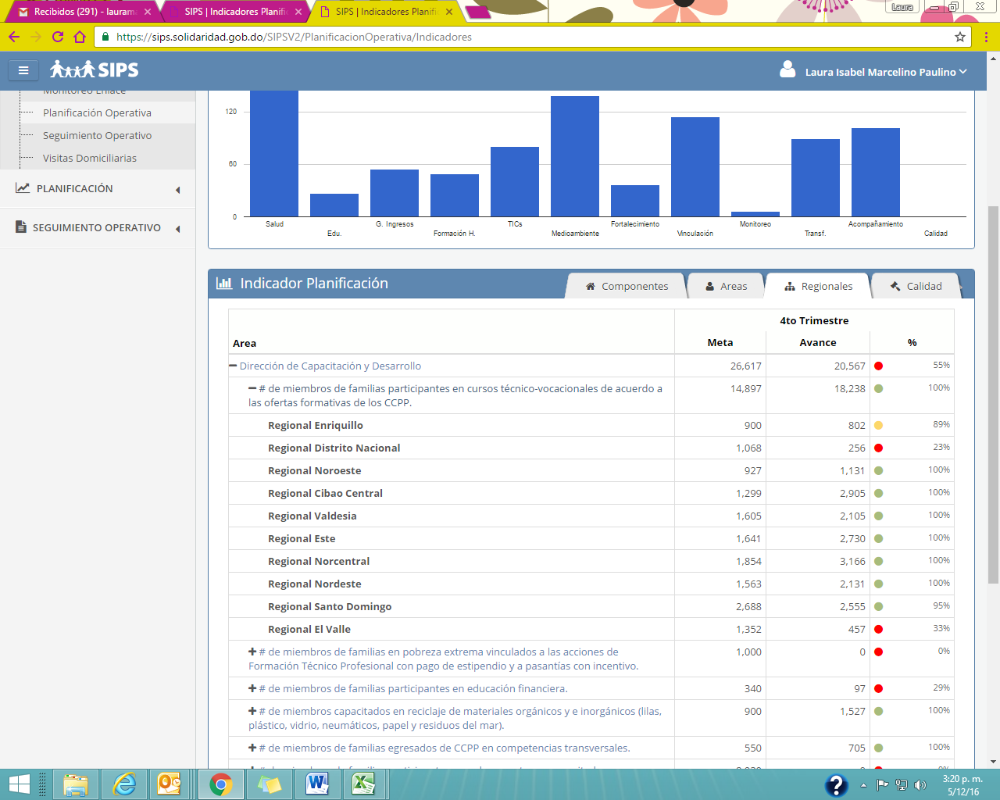 Recibidos (291) - laurama
SIPS | Indicadores Planifi
SIPS | Indicadores Planifi
Laura
https://sips.solidaridad.gob.do/SIPSV2/PlanificacionOperativa/Indicadores
SIPS
Laura Isabel Marcelino Paulino
Monitoreo Enlace
Planificación Operativa
Seguimiento Operativo
Visitas Domiciliarias
PLANIFICACIÓN
SEGUIMIENTO OPERATIVO
120
60
0
Salud
Edu.
G. Ingresos
Formación H.
TICs
Medioambiente
Fortalecimiento
Vinculación
Monitoreo
Transf.
Acompañamiento
Calidad
Indicador Planificación
Componentes
Areas
Regionales
Calidad
4to Trimestre
Area Meta Avance %
Dirección de Capacitación y Desarrollo 26,617 20,567 55%
# de miembros de familias participantes en cursos técnico-vocacionales de acuerdo a 14,897 18,238 100%
las ofertas formativas de los CCPP.
Regional Enriquillo 900 802 89%
Regional Distrito Nacional 1,068 256 23%
Regional Noroeste 927 1,131 100%
Regional Cibao Central 1,299 2,905 100%
Regional Valdesia 1,605 2,105 100%
Regional Este 1,641 2,730 100%
Regional Norcentral 1,854 3,166 100%
Regional Nordeste 1,563 2,131 100%
Regional Santo Domingo 2,688 2,555 95%
Regional El Valle 1,352 457 33%
# de miembros de familias en pobreza extrema vinculados a las acciones de 1,000 0 0%
Formación Técnico Profesional con pago de estipendio y a pasantías con incentivo.
# de miembros de familias participantes en educación financiera. 340 97 29%
# de miembros capacitados en reciclaje de materiales orgánicos y e inorgánicos (lilas, 900 1,527 100%
plástico, vidrio, neumáticos, papel y residuos del mar).
# de miembros de familias egresados de CCPP en competencias transversales. 550 705 100%
3:20 p. m.
5/12/16